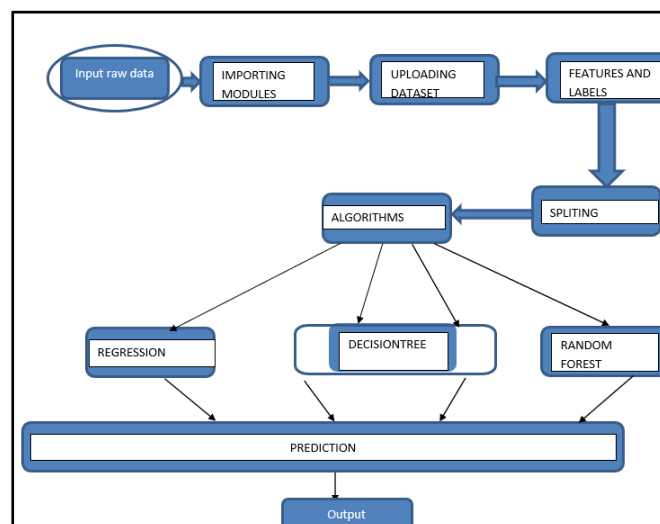 Input raw data
IMPORTING
MODULES
UPLOADING
DATASET
FEATURES AND
LABELS
SPLITING
ALGORITHMS
REGRESSION
DECISIONTREE
RANDOM
FOREST
PREDICTION
Output